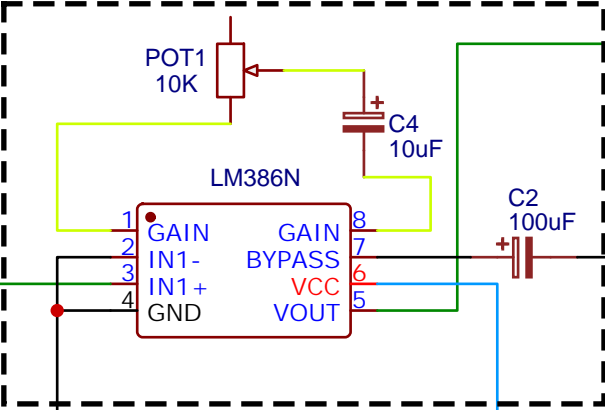 POT1
10K
+
C4
10uF
LM386N
C2
100uF
+
1 GAIN GAIN 8
2 IN1- BYPASS 7
3 IN1+ VCC 6
4 GND VOUT 5